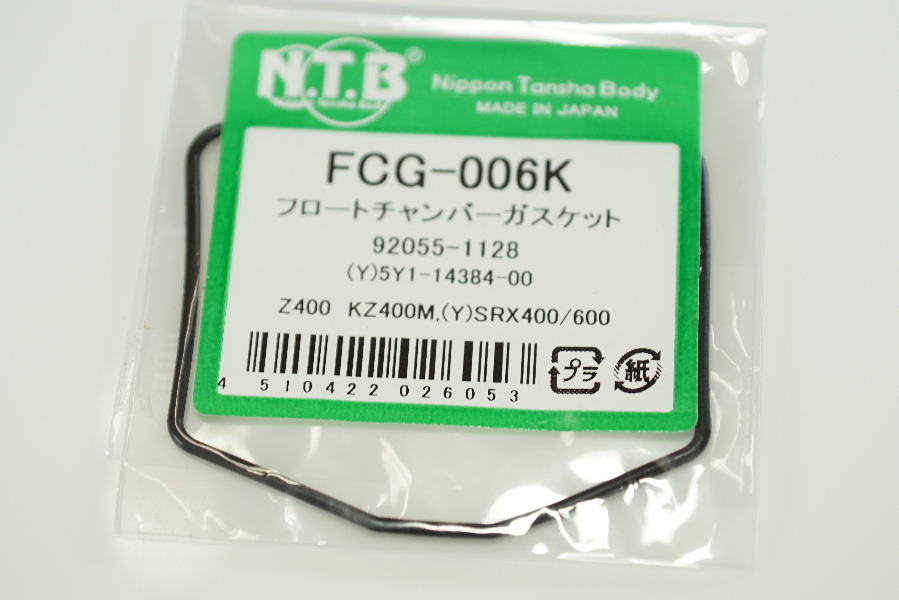 N.T.B®
Nippon Tansha Body
Nippon Tansha Body
MADE IN JAPAN
FCG-006K
フロートチャンバーガスケット
92055-1128
(Y)5Y1-14384-00
Z400 KZ400M,(Y)SRX400/600
プラ 紙
4 510422 026053